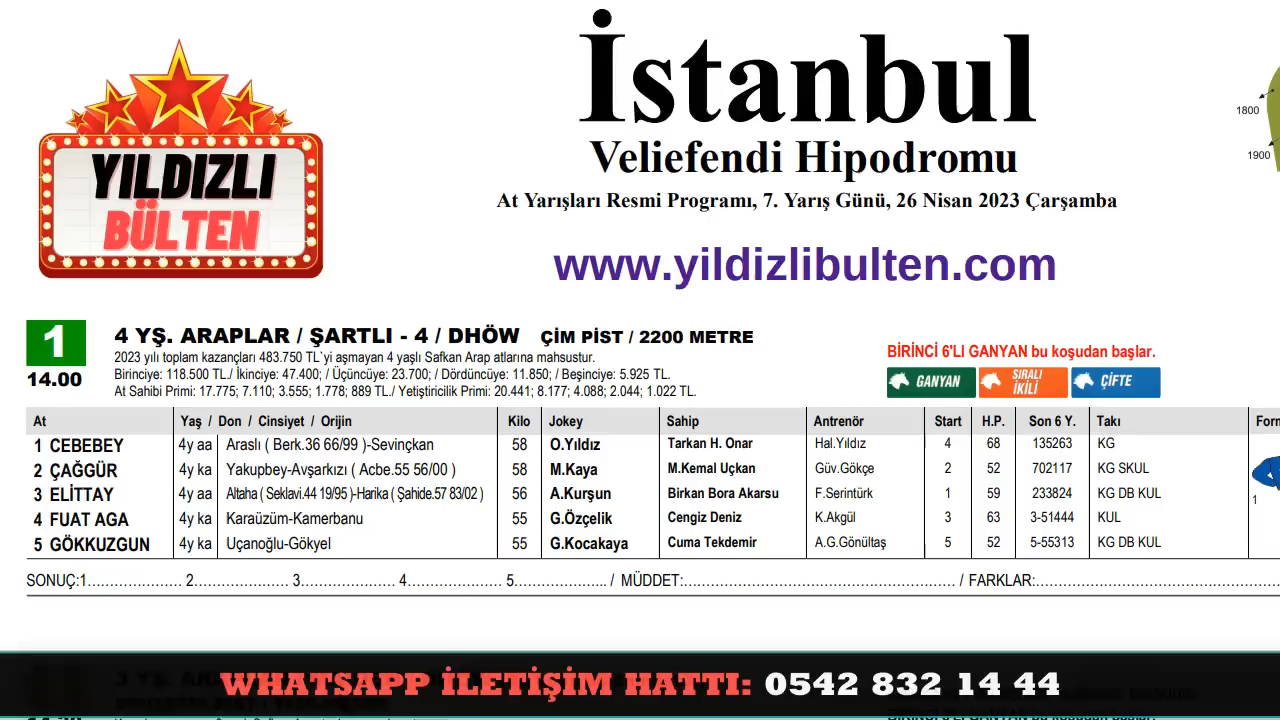 İstanbul
Veliefendi Hipodromu
At Yarışları Resmi Programı, 7. Yarış Günü, 26 Nisan 2023 Çarşamba
www.yildizlibulten.com
YILDIZLI
BÜLTEN
1800
1900
1
14.00
4 YŞ. ARAPLAR / ŞARTLI - 4 / DHÖW ÇİM PİST / 2200 METRE
2023 yılı toplam kazançları 483.750 TL`yi aşmayan 4 yaşlı Safkan Arap atlarına mahsustur.
Birinciye: 118.500 TL./ İkinciye: 47.400; / Üçüncüye: 23.700; / Dördüncüye: 11.850; / Beşinciye: 5.925 TL.
At Sahibi Primi: 17.775; 7.110; 3.555; 1.778; 889 TL./ Yetiştiricilik Primi: 20.441; 8.177; 4.088; 2.044; 1.022 TL.
BİRİNCİ 6'LI GANYAN bu koşudan başlar.
GANYAN SIRALI İKİLİ ÇİFTE
At Yaş / Don / Cinsiyet / Orijin Kilo Jokey Sahip Antrenör Start H.P. Son 6 Y. Takı Forr
1 CEBEBEY 4y aa Araslı ( Berk.36 66/99 )-Sevinçkan 58 O.Yıldız Tarkan H. Onar Hal.Yıldız 4 68 135263 KG
2 ÇAĞGÜR 4y ka Yakupbey-Avşarkızı ( Acbe.55 56/00 ) 58 M.Kaya M.Kemal Uçkan Güv.Gökçe 2 52 702117 KG SKUL
3 ELİTTAY 4y aa Altaha ( Seklavi.44 19/95 )-Harika ( Şahide.57 83/02 ) 56 A.Kurşun Birkan Bora Akarsu F.Serintürk 1 59 233824 KG DB KUL 1
4 FUAT AGA 4y ka Karaüzüm-Kamerbanu 55 G.Özçelik Cengiz Deniz K.Akgül 3 63 3-51444 KUL
5 GÖKKUZGUN 4y ka Uçanoğlu-Gökyel 55 G.Kocakaya Cuma Tekdemir A.G.Gönültaş 5 52 5-55313 KG DB KUL
SONUÇ:1..................... 2..................... 3..................... 4..................... 5..................... / MÜDDET:............................................................. / FARKLAR:.......................................................
WHATSAPP İLETİŞİM HATTI: 0542 832 14 44